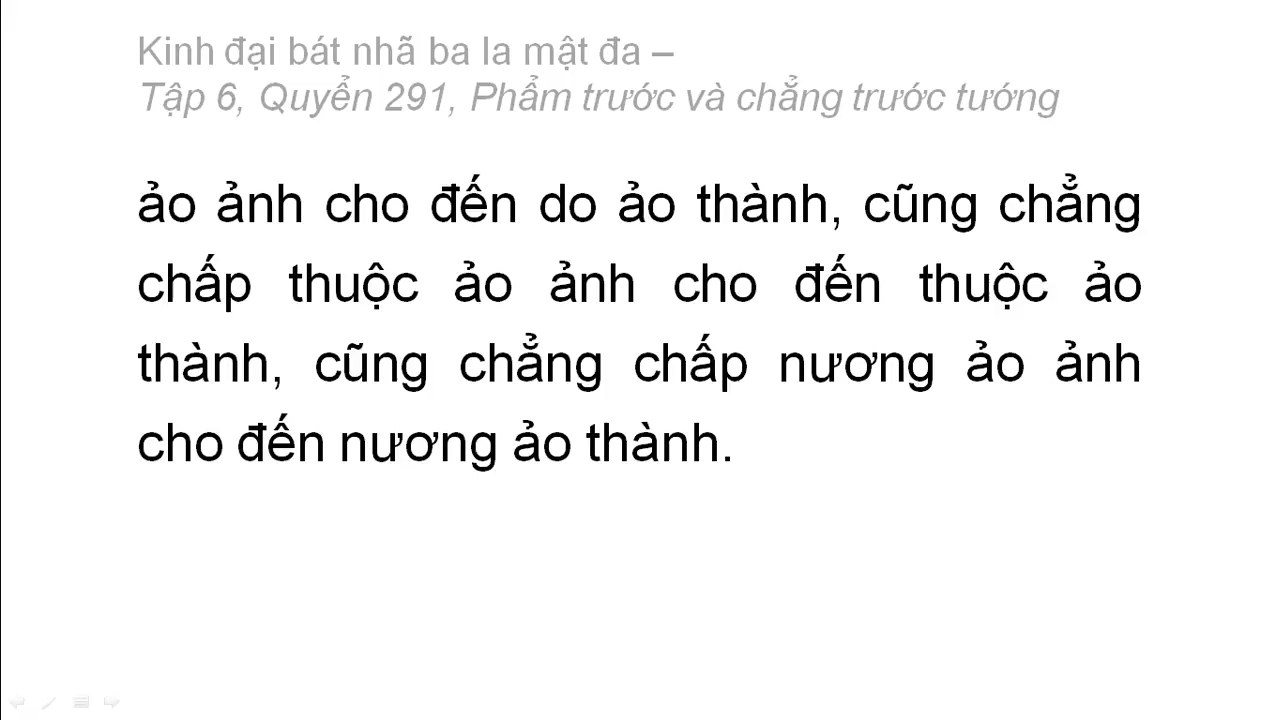 Kinh đại bát nhã ba la mật đa –
Tập 6, Quyển 291, Phẩm trước và chẳng trước tướng
ảo ảnh cho đến do ảo thành, cũng chẳng
chấp thuộc ảo ảnh cho đến thuộc ảo
thành, cũng chẳng chấp nương ảo ảnh
cho đến nương ảo thành.